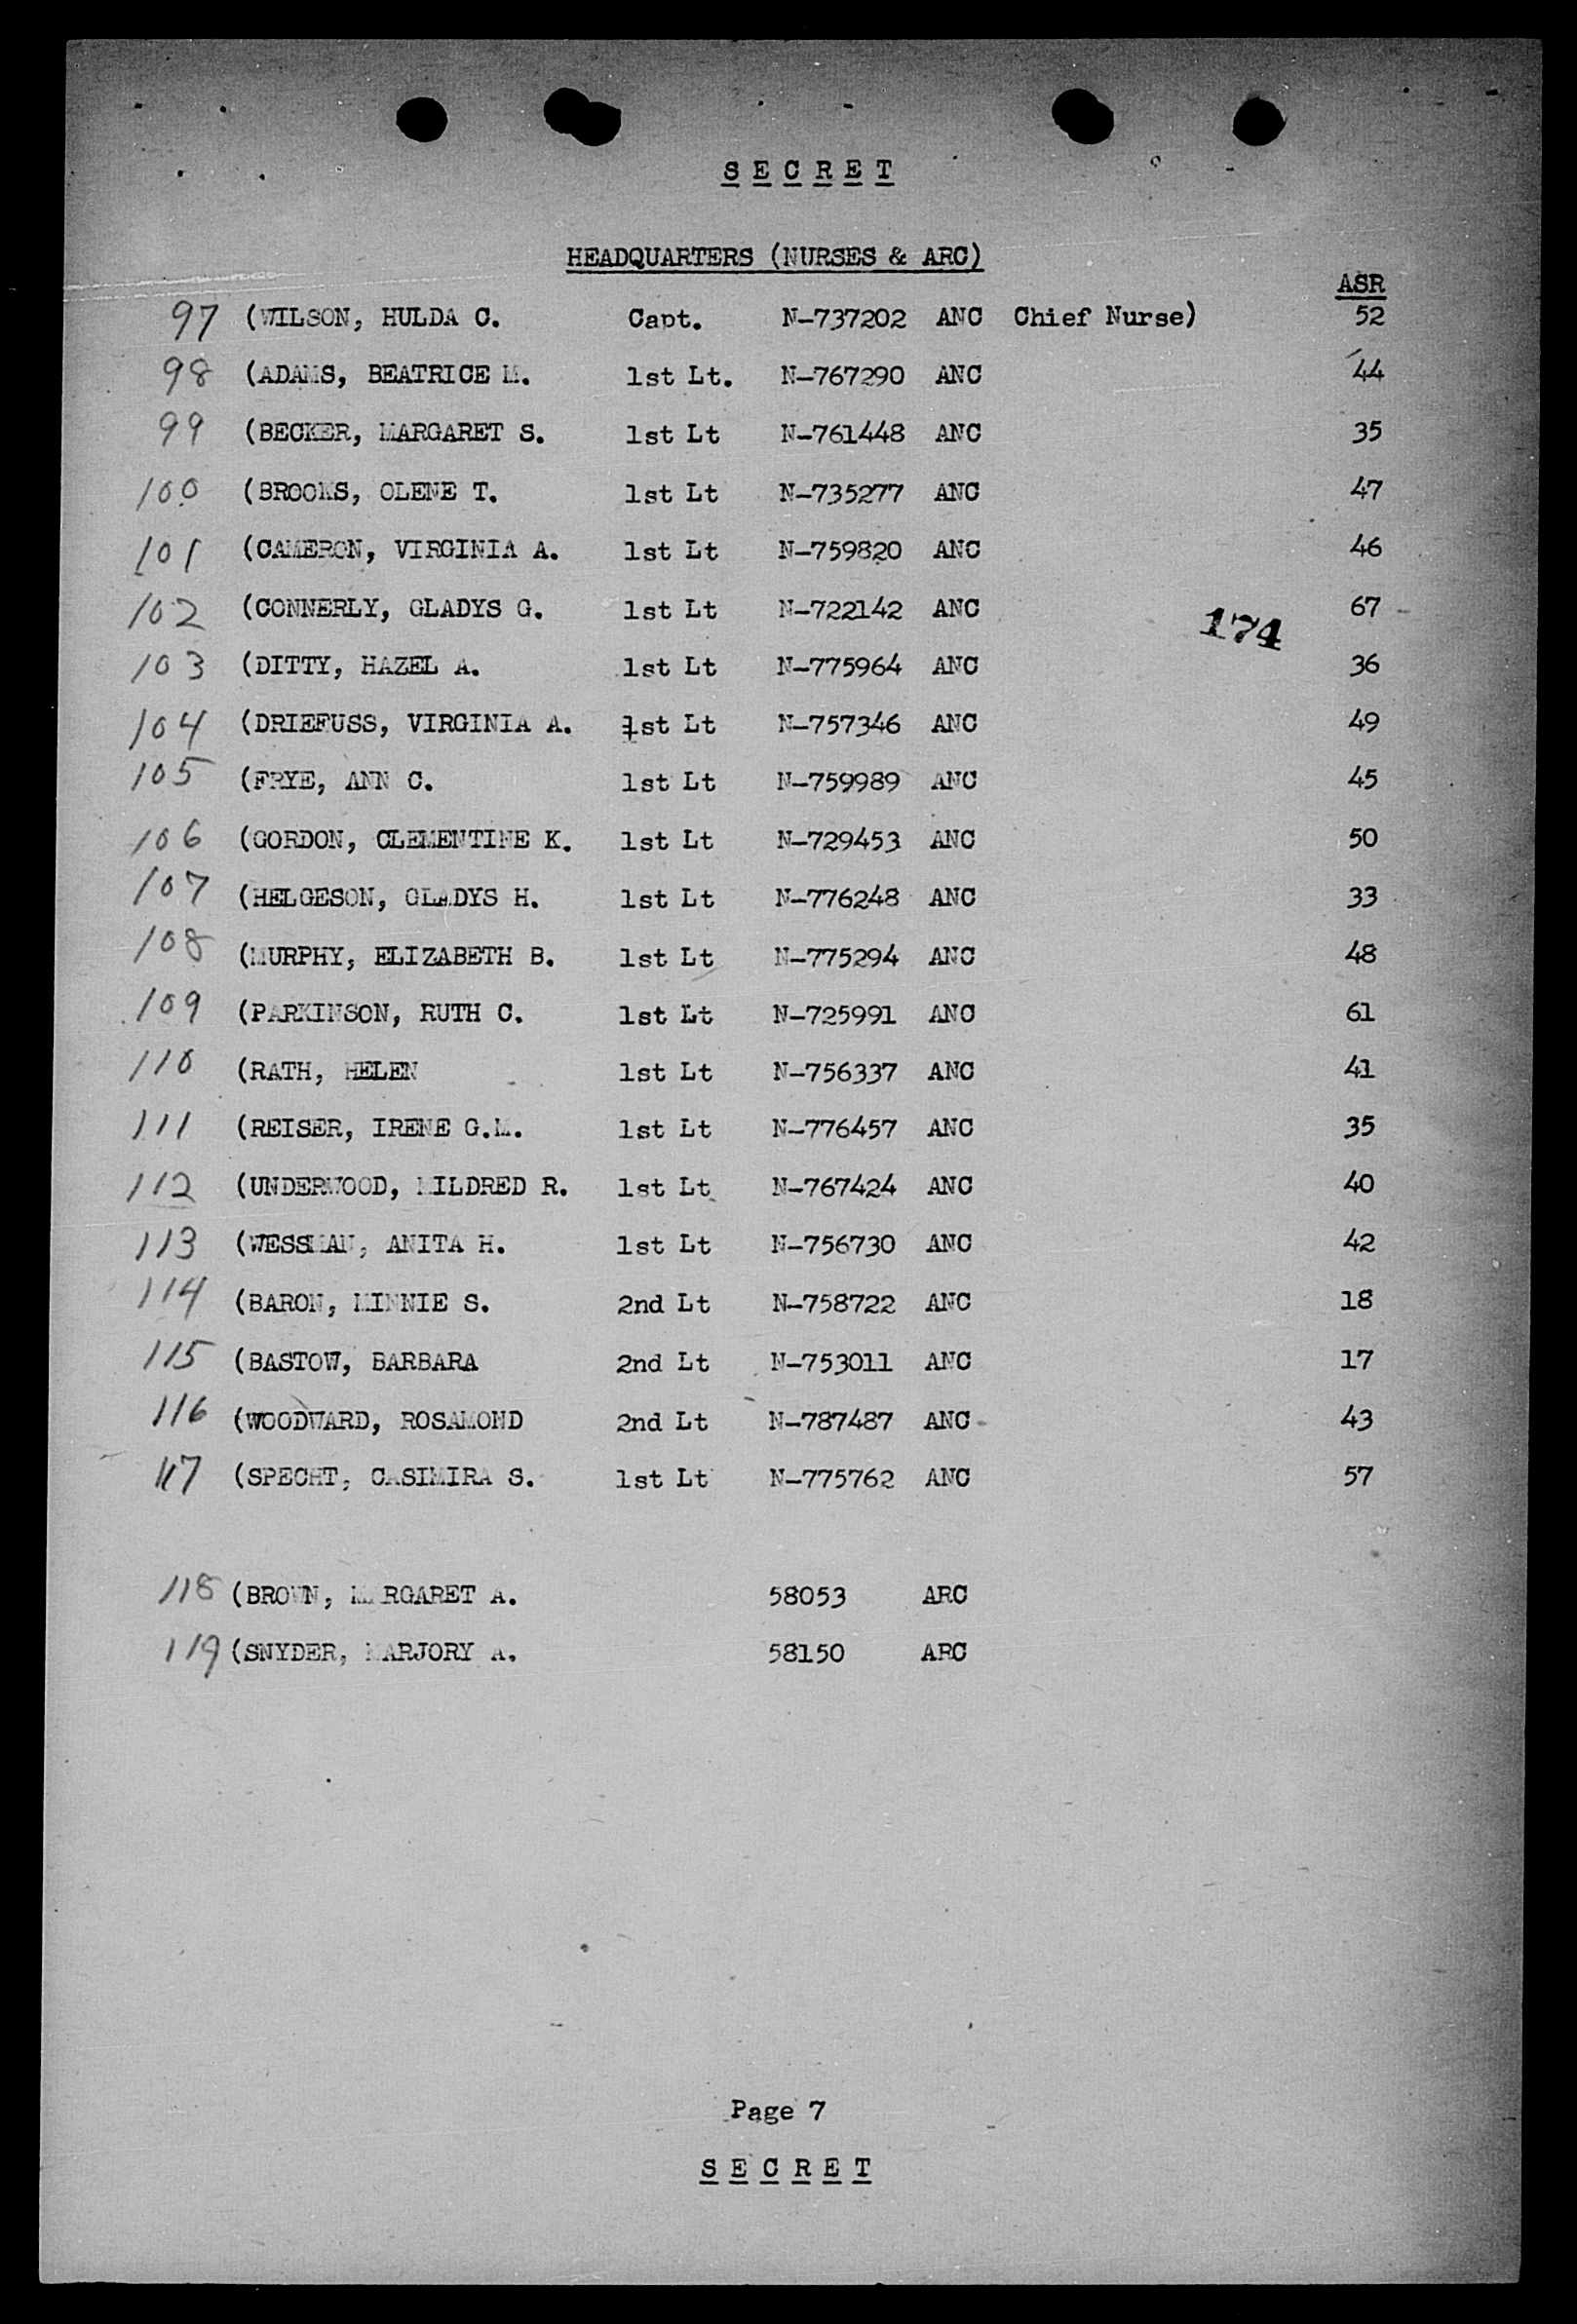 SECRET
HEADQUARTERS (NURSES & ARC)
ASR
97 (WILSON, HULDA C. Capt. N-737202 ANC Chief Nurse) 52
98 (ADAMS, BEATRICE M. 1st Lt. N-767290 ANC 44
99 (BECKER, MARGARET S. 1st Lt N-761448 ANC 35
100 (BROOKS, OLENE T. 1st Lt N-735277 ANC 47
101 (CAMERON, VIRGINIA A. 1st Lt N-759820 ANC 46
102 (CONNERLY, GLADYS G. 1st Lt N-722142 ANC 67
174
103 (DITTY, HAZEL A. 1st Lt N-775964 ANC 36
104 (DRIEFUSS, VIRGINIA A. 1st Lt N-757346 ANC 49
105 (FRYE, ANN C. 1st Lt N-759989 ANC 45
106 (GORDON, CLEMENTINE K. 1st Lt N-729453 ANC 50
107 (HELGESON, GLADYS H. 1st Lt N-776248 ANC 33
108 (MURPHY, ELIZABETH B. 1st Lt N-775294 ANC 48
109 (PARKINSON, RUTH C. 1st Lt N-725991 ANC 61
110 (RATH, HELEN 1st Lt N-756337 ANC 41
111 (REISER, IRENE G.M. 1st Lt N-776457 ANC 35
112 (UNDERWOOD, MILDRED R. 1st Lt N-767424 ANC 40
113 (WESSMAN, ANITA H. 1st Lt N-756730 ANC 42
114 (BARON, MINNIE S. 2nd Lt N-758722 ANC 18
115 (BASTOW, BARBARA 2nd Lt N-753011 ANC 17
116 (WOODWARD, ROSAMOND 2nd Lt N-787487 ANC 43
117 (SPECHT, CASIMIRA S. 1st Lt N-775762 ANC 57
118 (BROWN, MARGARET A. 58053 ARC
119 (SNYDER, MARJORY A. 58150 ARC
Page 7
SECRET